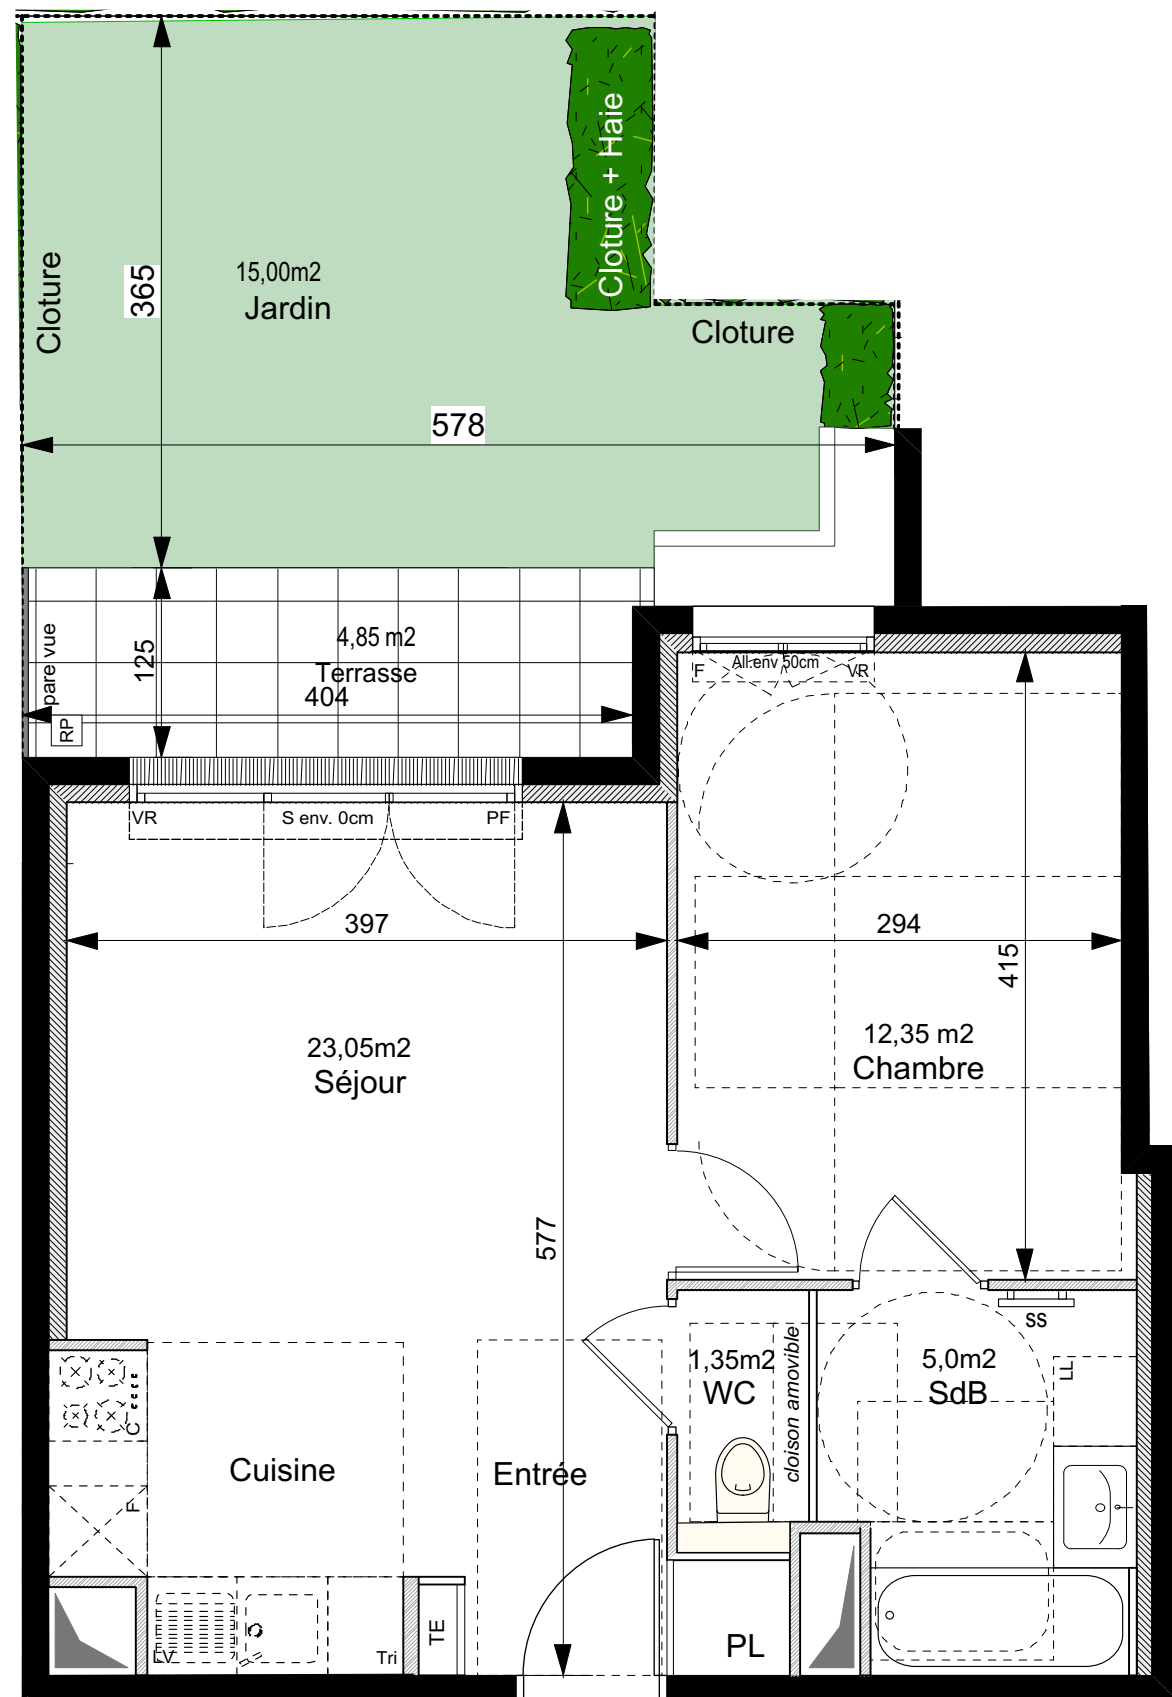 Cloture + Haie
Cloture
365
15,00m2
Jardin
Cloture
578
pare vue
RP
125
4,85 m2
Terrasse
404
VR
S env. 0cm
PF
F
All.env 50cm
VR
397
294
415
23,05m2
Séjour
12,35 m2
Chambre
577
SS
1,35m2
WC
cloison amovible
5,0m2
SdB
LL
C
F
Cuisine
Entrée
LV
Tri
TE
PL